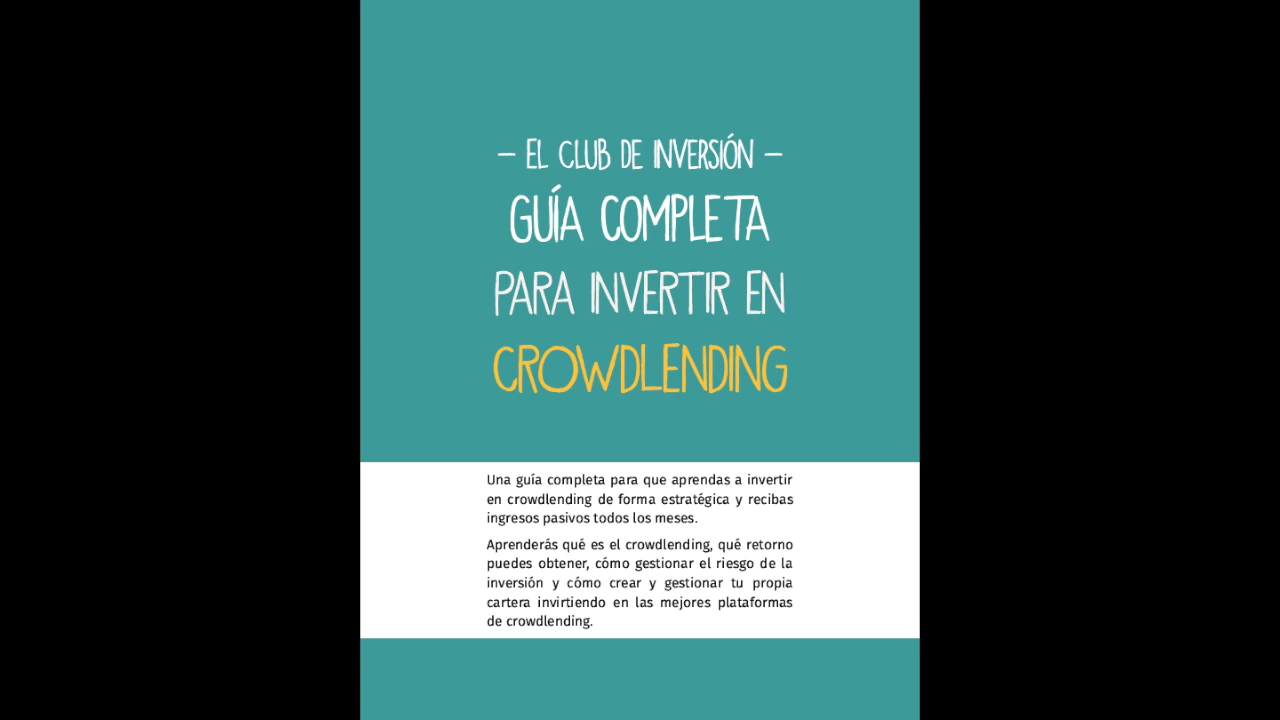 – EL CLUB DE INVERSIÓN –
GUÍA COMPLETA
PARA INVERTIR EN
CROWDLENDING
Una guía completa para que aprendas a invertir
en crowdlending de forma estratégica y recibas
ingresos pasivos todos los meses.
Aprenderás qué es el crowdlending, qué retorno
puedes obtener, cómo gestionar el riesgo de la
inversión y cómo crear y gestionar tu propia
cartera invirtiendo en las mejores plataformas
de crowdlending.